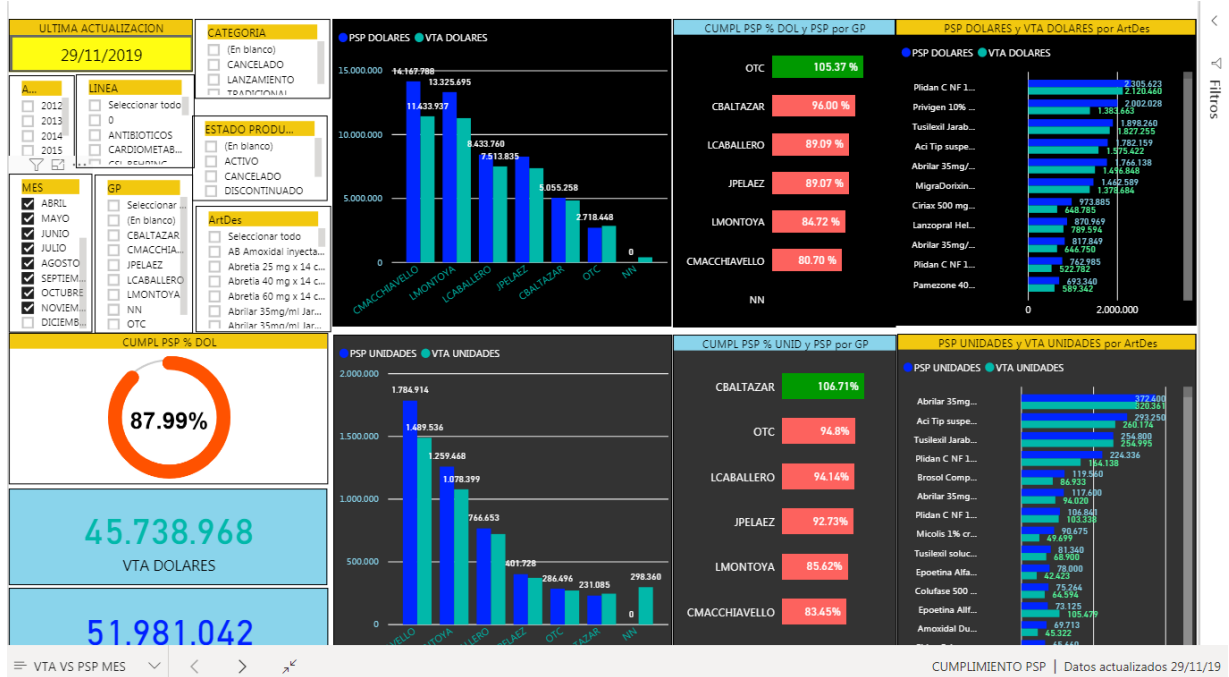 ULTIMA ACTUALIZACION
29/11/2019
CATEGORIA
(En blanco)
CANCELADO
LANZAMIENTO
TRADICIONAL
A...
2012
2013
2014
2015
LINEA
Seleccionar todo
0
ANTIBIOTICOS
CARDIOMETAB...
CSL BEHRING
ESTADO PRODU...
(En blanco)
ACTIVO
CANCELADO
DISCONTINUADO
MES
ABRIL
MAYO
JUNIO
JULIO
AGOSTO
SEPTIEM...
OCTUBRE
NOVIEM...
DICIEMB...
GP
Seleccionar ...
(En blanco)
CBALTAZAR
CMACCHIA...
JPELAEZ
LCABALLERO
LMONTOYA
NN
OTC
ArtDes
Seleccionar todo
AB Amoxidal inyecta...
Abretia 25 mg x 14 c...
Abretia 40 mg x 14 c...
Abretia 60 mg x 14 c...
Abrilar 35mg/ml Jar...
Abrilar 35mg/ml Jar...
CUMPL PSP % DOL
87.99%
45.738.968
VTA DOLARES
51.981.042
PSP DOLARES VTA DOLARES
15.000.000
10.000.000
5.000.000
0
14.167.788
11.433.937
13.325.695
8.433.760
7.513.835
5.055.258
2.718.448
0
CMACCHIAVELLO
LMONTOYA
LCABALLERO
JPELAEZ
CBALTAZAR
OTC
NN
PSP UNIDADES VTA UNIDADES
2.000.000
1.500.000
1.000.000
500.000
0
1.784.914
1.489.536
1.259.468
1.078.399
766.653
401.728
286.496
231.085
298.360
0
AVELLO
LMONTOYA
LLERO
PELAEZ
OTC
TAZAR
NN
CUMPL PSP % DOL y PSP por GP
OTC 105.37 %
CBALTAZAR 96.00 %
LCABALLERO 89.09 %
JPELAEZ 89.07 %
LMONTOYA 84.72 %
CMACCHIAVELLO 80.70 %
NN
CUMPL PSP % UNID y PSP por GP
CBALTAZAR 106.71%
OTC 94.8%
LCABALLERO 94.14%
JPELAEZ 92.73%
LMONTOYA 85.62%
CMACCHIAVELLO 83.45%
PSP DOLARES y VTA DOLARES por ArtDes
PSP DOLARES VTA DOLARES
Plidan C NF 1... 2.305.623 2.120.460
Privigen 10% ... 2.002.028 1.383.663
Tusilexil Jarab... 1.898.260 1.827.255
Aci Tip suspe... 1.782.159 1.575.422
Abrilar 35mg/... 1.766.138 1.496.848
MigraDorixin... 1.462.589 1.378.684
Ciriax 500 mg... 973.885 648.785
Lanzopral Hel... 870.969 789.594
Abrilar 35mg/... 817.849 646.750
Plidan C NF 1... 762.985 522.782
Pamezone 40... 693.340 589.342
0 2.000.000
PSP UNIDADES y VTA UNIDADES por ArtDes
PSP UNIDADES VTA UNIDADES
Abrilar 35mg... 372.400 320.361
Aci Tip suspe... 293.250 260.174
Tusilexil Jarab... 254.800 254.995
Plidan C NF 1... 224.336 164.138
Brosol Comp... 119.560 86.933
Abrilar 35mg... 117.600 94.020
Plidan C NF 1... 106.841 103.338
Micolis 1% cr... 90.675 49.699
Tusilexil soluc... 81.340 68.900
Epoetina Alfa... 78.000 42.423
Colufase 500 ... 75.264 64.594
Epoetina Allf... 73.125 105.479
Amoxidal Du... 69.713 45.322
Filtros
VTA VS PSP MES
CUMPLIMIENTO PSP | Datos actualizados 29/11/19